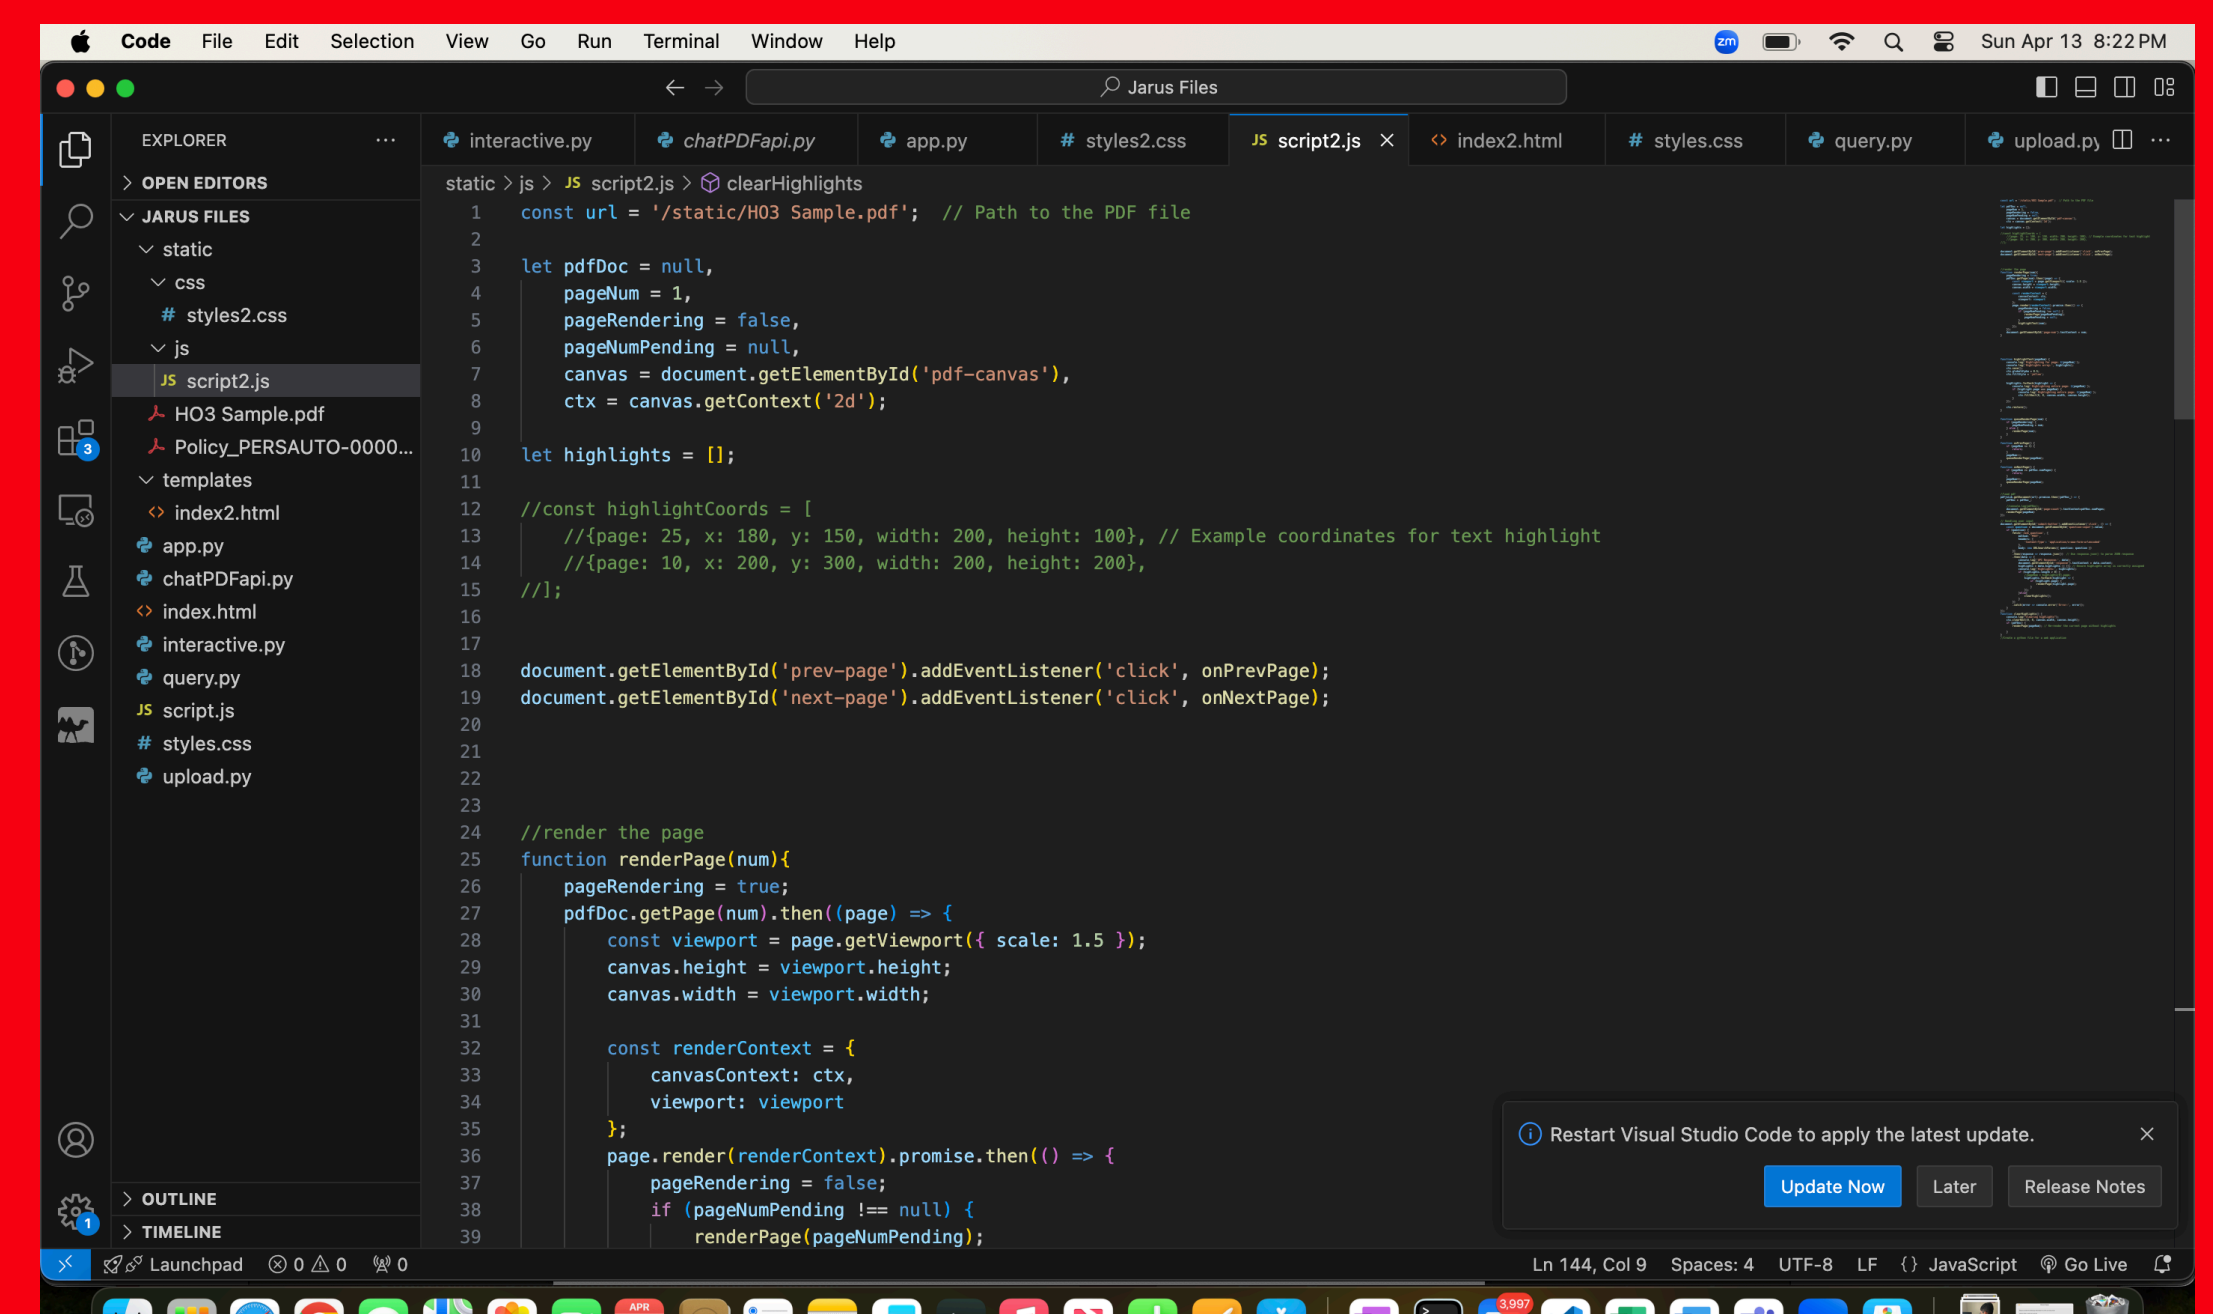 Code File Edit Selection View Go Run Terminal Window Help
zm Sun Apr 13 8:22 PM
Jarus Files
EXPLORER
OPEN EDITORS
JARUS FILES
static
css
# styles2.css
js
JS script2.js
HO3 Sample.pdf
Policy_PERSAUTO-0000...
templates
<> index2.html
app.py
chatPDFapi.py
<> index.html
interactive.py
query.py
JS script.js
# styles.css
upload.py
OUTLINE
TIMELINE
3
1
interactive.py chatPDFapi.py app.py # styles2.css JS script2.js <> index2.html # styles.css query.py upload.py
static > js > JS script2.js > clearHighlights
1 const url = '/static/HO3 Sample.pdf'; // Path to the PDF file
2
3 let pdfDoc = null,
4 pageNum = 1,
5 pageRendering = false,
6 pageNumPending = null,
7 canvas = document.getElementById('pdf-canvas'),
8 ctx = canvas.getContext('2d');
9
10 let highlights = [];
11
12 //const highlightCoords = [
13 //{page: 25, x: 180, y: 150, width: 200, height: 100}, // Example coordinates for text highlight
14 //{page: 10, x: 200, y: 300, width: 200, height: 200},
15 //];
16
17
18 document.getElementById('prev-page').addEventListener('click', onPrevPage);
19 document.getElementById('next-page').addEventListener('click', onNextPage);
20
21
22
23
24 //render the page
25 function renderPage(num){
26 pageRendering = true;
27 pdfDoc.getPage(num).then((page) => {
28 const viewport = page.getViewport({ scale: 1.5 });
29 canvas.height = viewport.height;
30 canvas.width = viewport.width;
31
32 const renderContext = {
33 canvasContext: ctx,
34 viewport: viewport
35 };
36 page.render(renderContext).promise.then(() => {
37 pageRendering = false;
38 if (pageNumPending !== null) {
39 renderPage(pageNumPending);
Restart Visual Studio Code to apply the latest update.
Update Now Later Release Notes
Launchpad 0 0 0 Ln 144, Col 9 Spaces: 4 UTF-8 LF {} JavaScript Go Live
APR 3,997